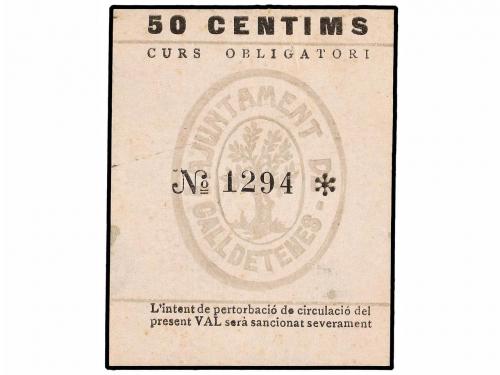 50 CENTIMS
CURS OBLIGATORI
AJUNTAMENT DE
CALLDETENES
Nº 1294 *
L'intent de pertorbació de circulació del
present VAL serà sancionat severament